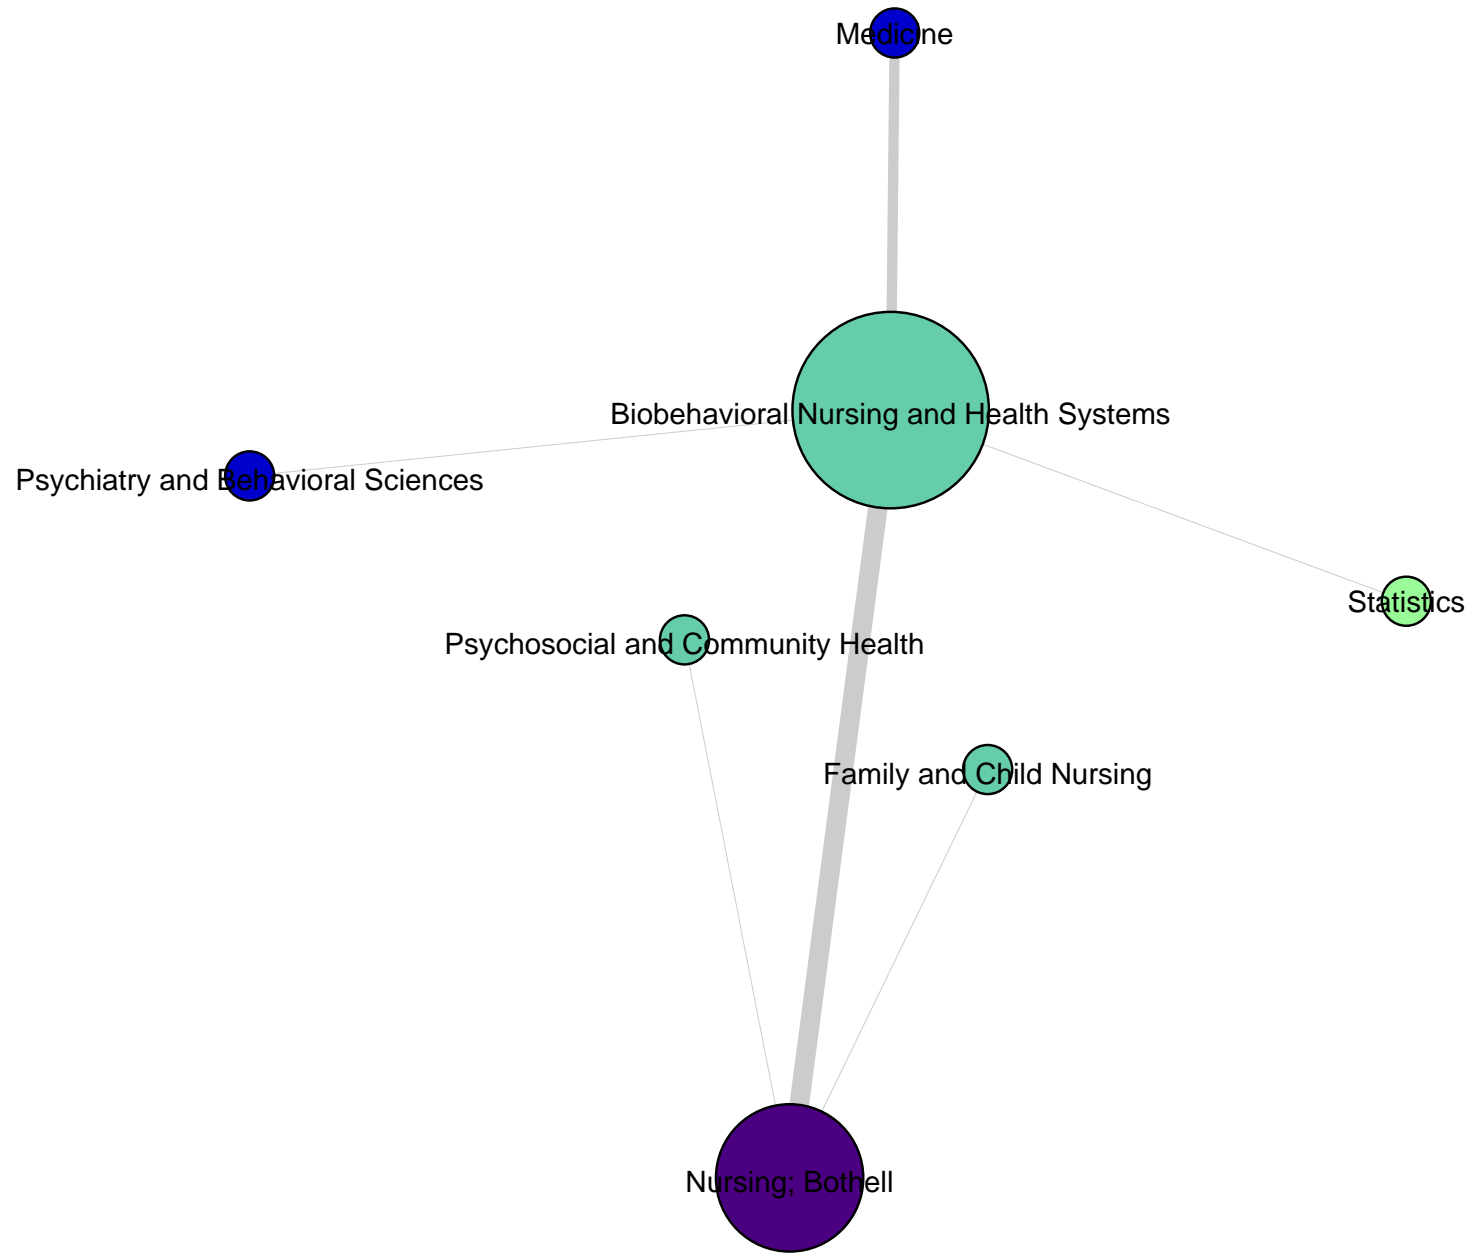 Medicine
Biobehavioral Nursing and Health Systems
Psychiatry and Behavioral Sciences
Statistics
Psychosocial and Community Health
Family and Child Nursing
Nursing; Bothell